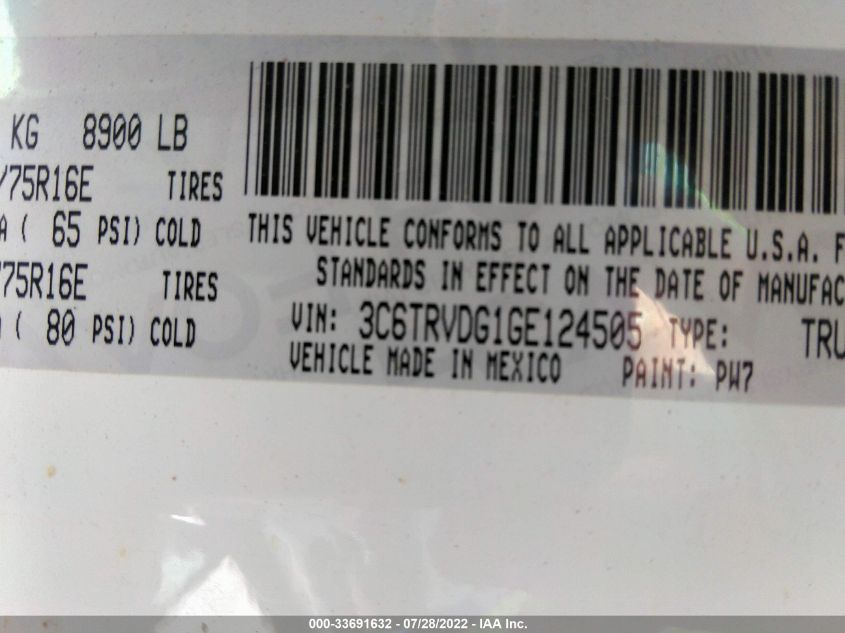 KG 8900 LB
/75R16E TIRES
A ( 65 PSI) COLD
/75R16E TIRES
( 80 PSI) COLD
THIS VEHICLE CONFORMS TO ALL APPLICABLE U.S.A. F
STANDARDS IN EFFECT ON THE DATE OF MANUFAC
VIN: 3C6TRVDG1GE124505 TYPE: TRU
VEHICLE MADE IN MEXICO PAINT: PW7
000-33691632 - 07/28/2022 - IAA Inc.